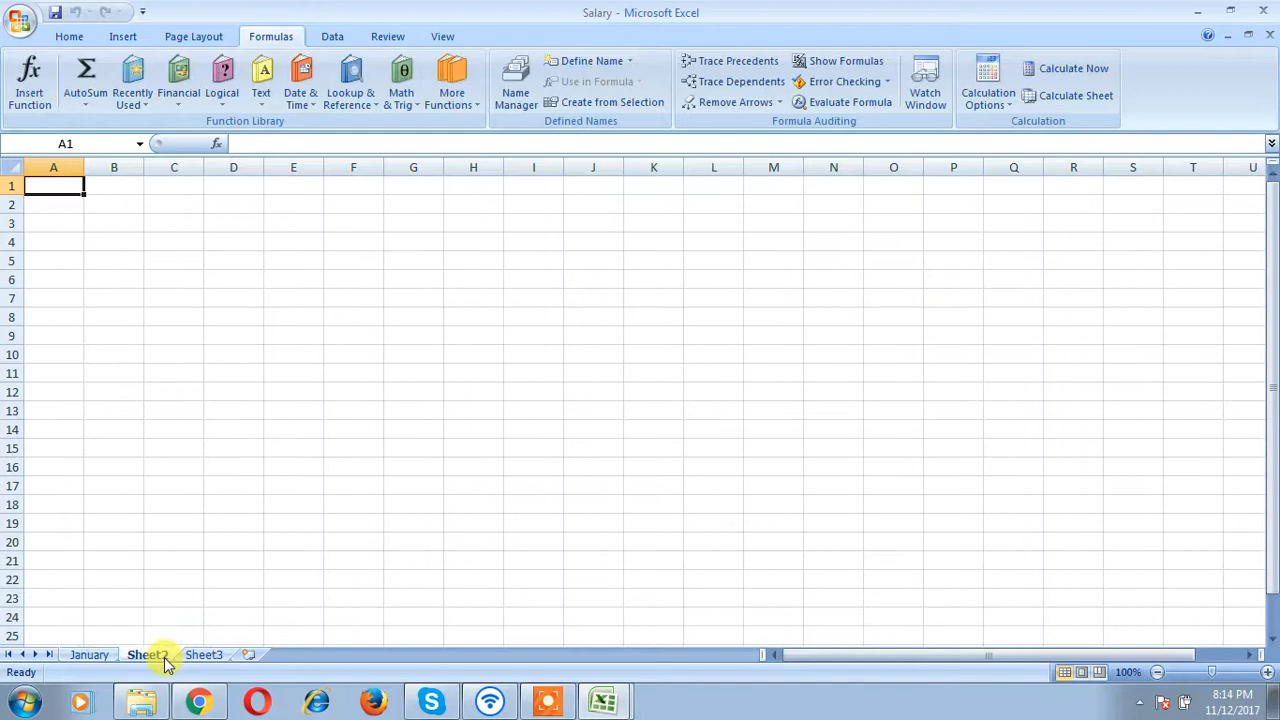 Salary - Microsoft Excel
Home Insert Page Layout Formulas Data Review View
Insert Function
AutoSum
Recently Used
Financial
Logical
Text
Date & Time
Lookup & Reference
Math & Trig
More Functions
Function Library
Name Manager
Define Name
Use in Formula
Create from Selection
Defined Names
Trace Precedents
Trace Dependents
Remove Arrows
Show Formulas
Error Checking
Evaluate Formula
Formula Auditing
Watch Window
Calculation Options
Calculate Now
Calculate Sheet
Calculation
A1 fx
A B C D E F G H I J K L M N O P Q R S T U
1
2
3
4
5
6
7
8
9
10
11
12
13
14
15
16
17
18
19
20
21
22
23
24
25
January Sheet2 Sheet3
Ready 100%
8:14 PM
11/12/2017